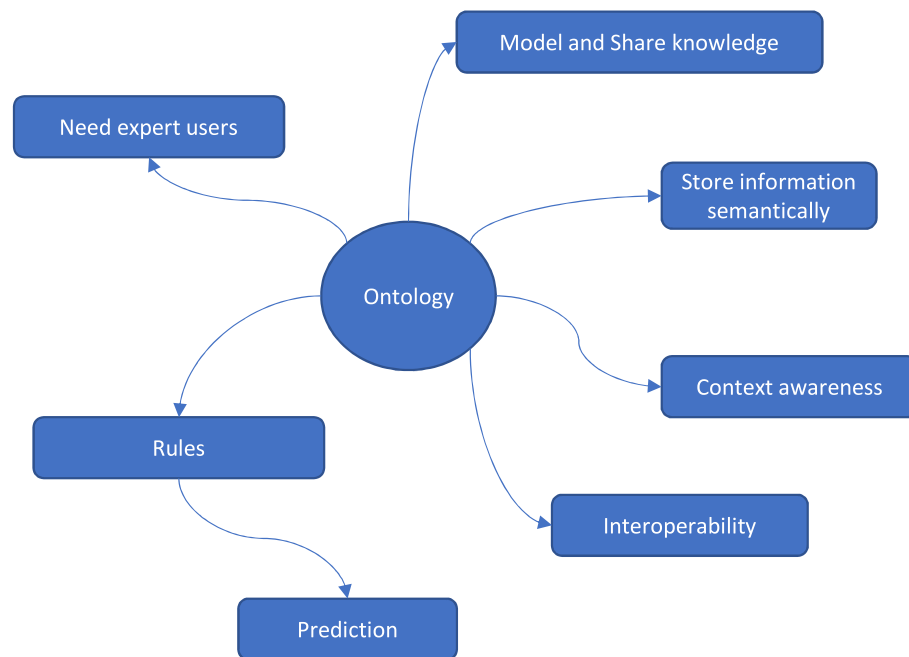 Model and Share knowledge
Need expert users
Store information
semantically
Ontology
Context awareness
Rules
Interoperability
Prediction